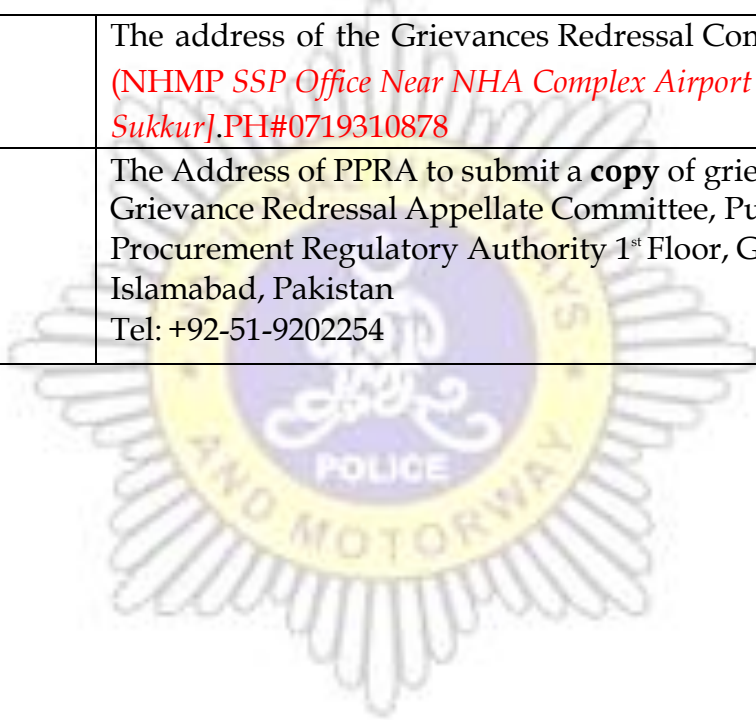 The address of the Grievances Redressal Com
(NHMP SSP Office Near NHA Complex Airport
Sukkur].PH#0719310878
The Address of PPRA to submit a copy of grie
Grievance Redressal Appellate Committee, Pu
Procurement Regulatory Authority 1st Floor, G
Islamabad, Pakistan
Tel: +92-51-9202254
POLICE
AND MOTORWAY